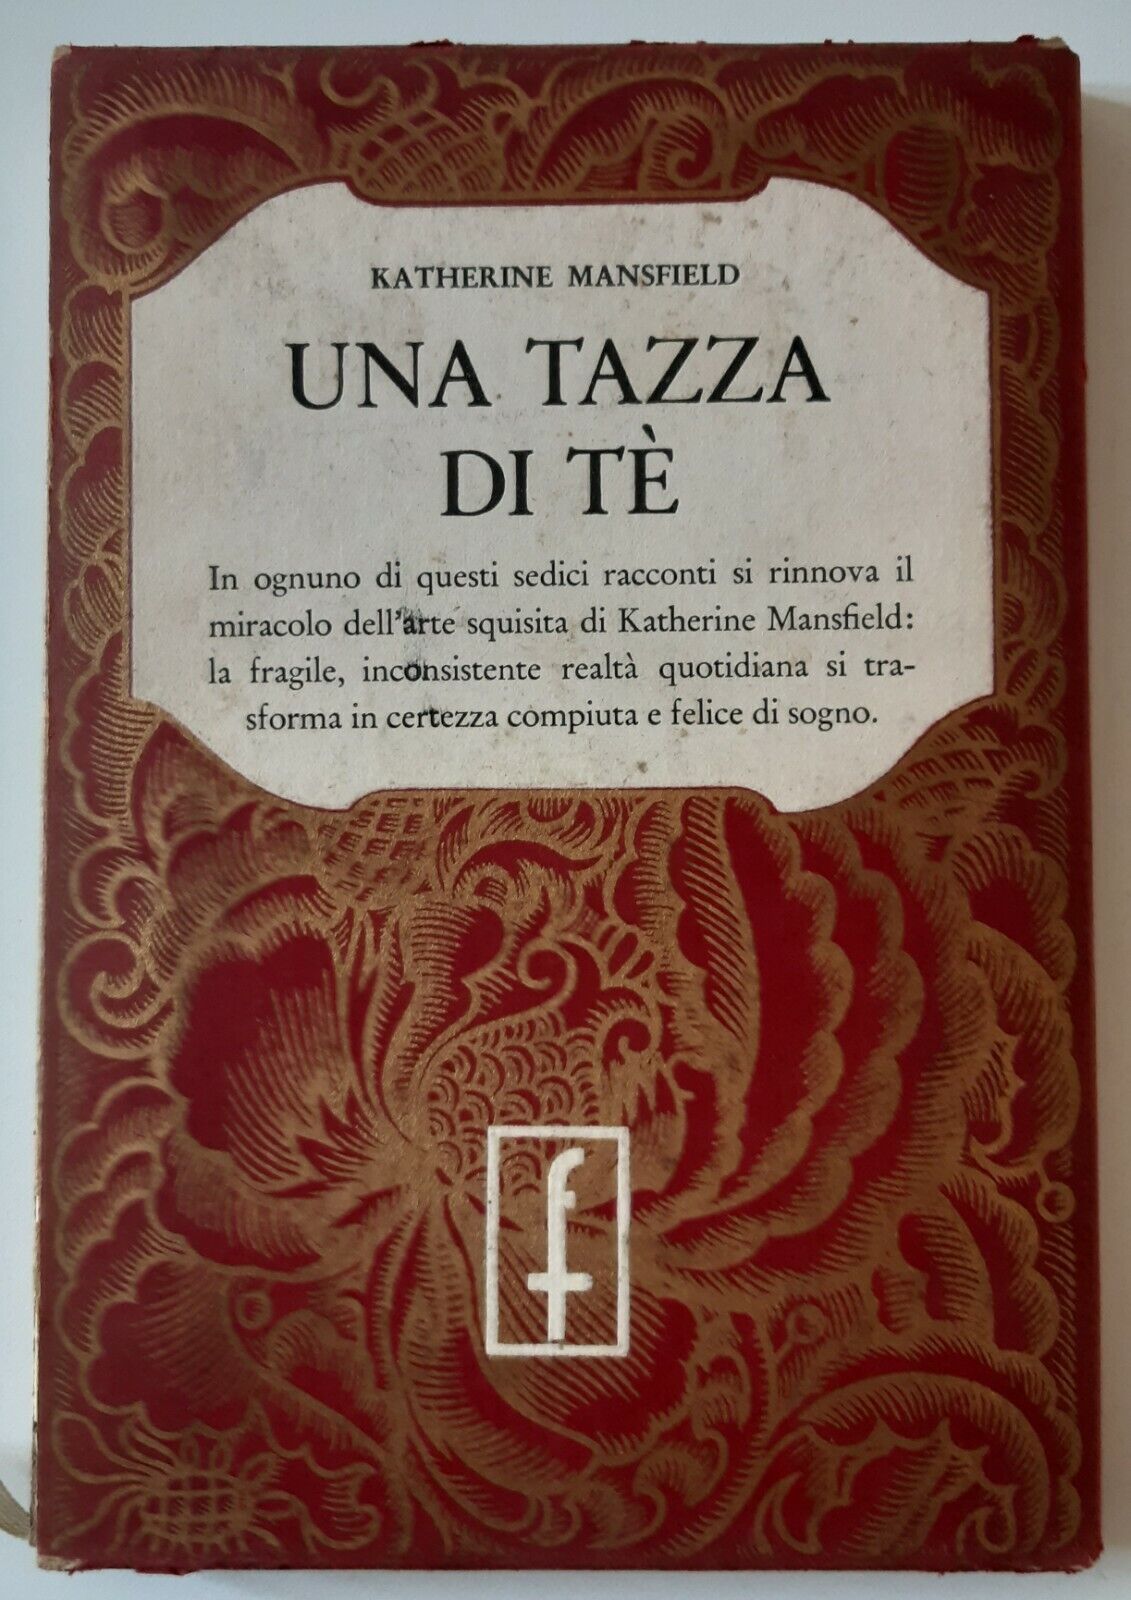 KATHERINE MANSFIELD
UNA TAZZA
DI TÈ
In ognuno di questi sedici racconti si rinnova il
miracolo dell'arte squisita di Katherine Mansfield:
la fragile, inconsistente realtà quotidiana si tra-
sforma in certezza compiuta e felice di sogno.
f